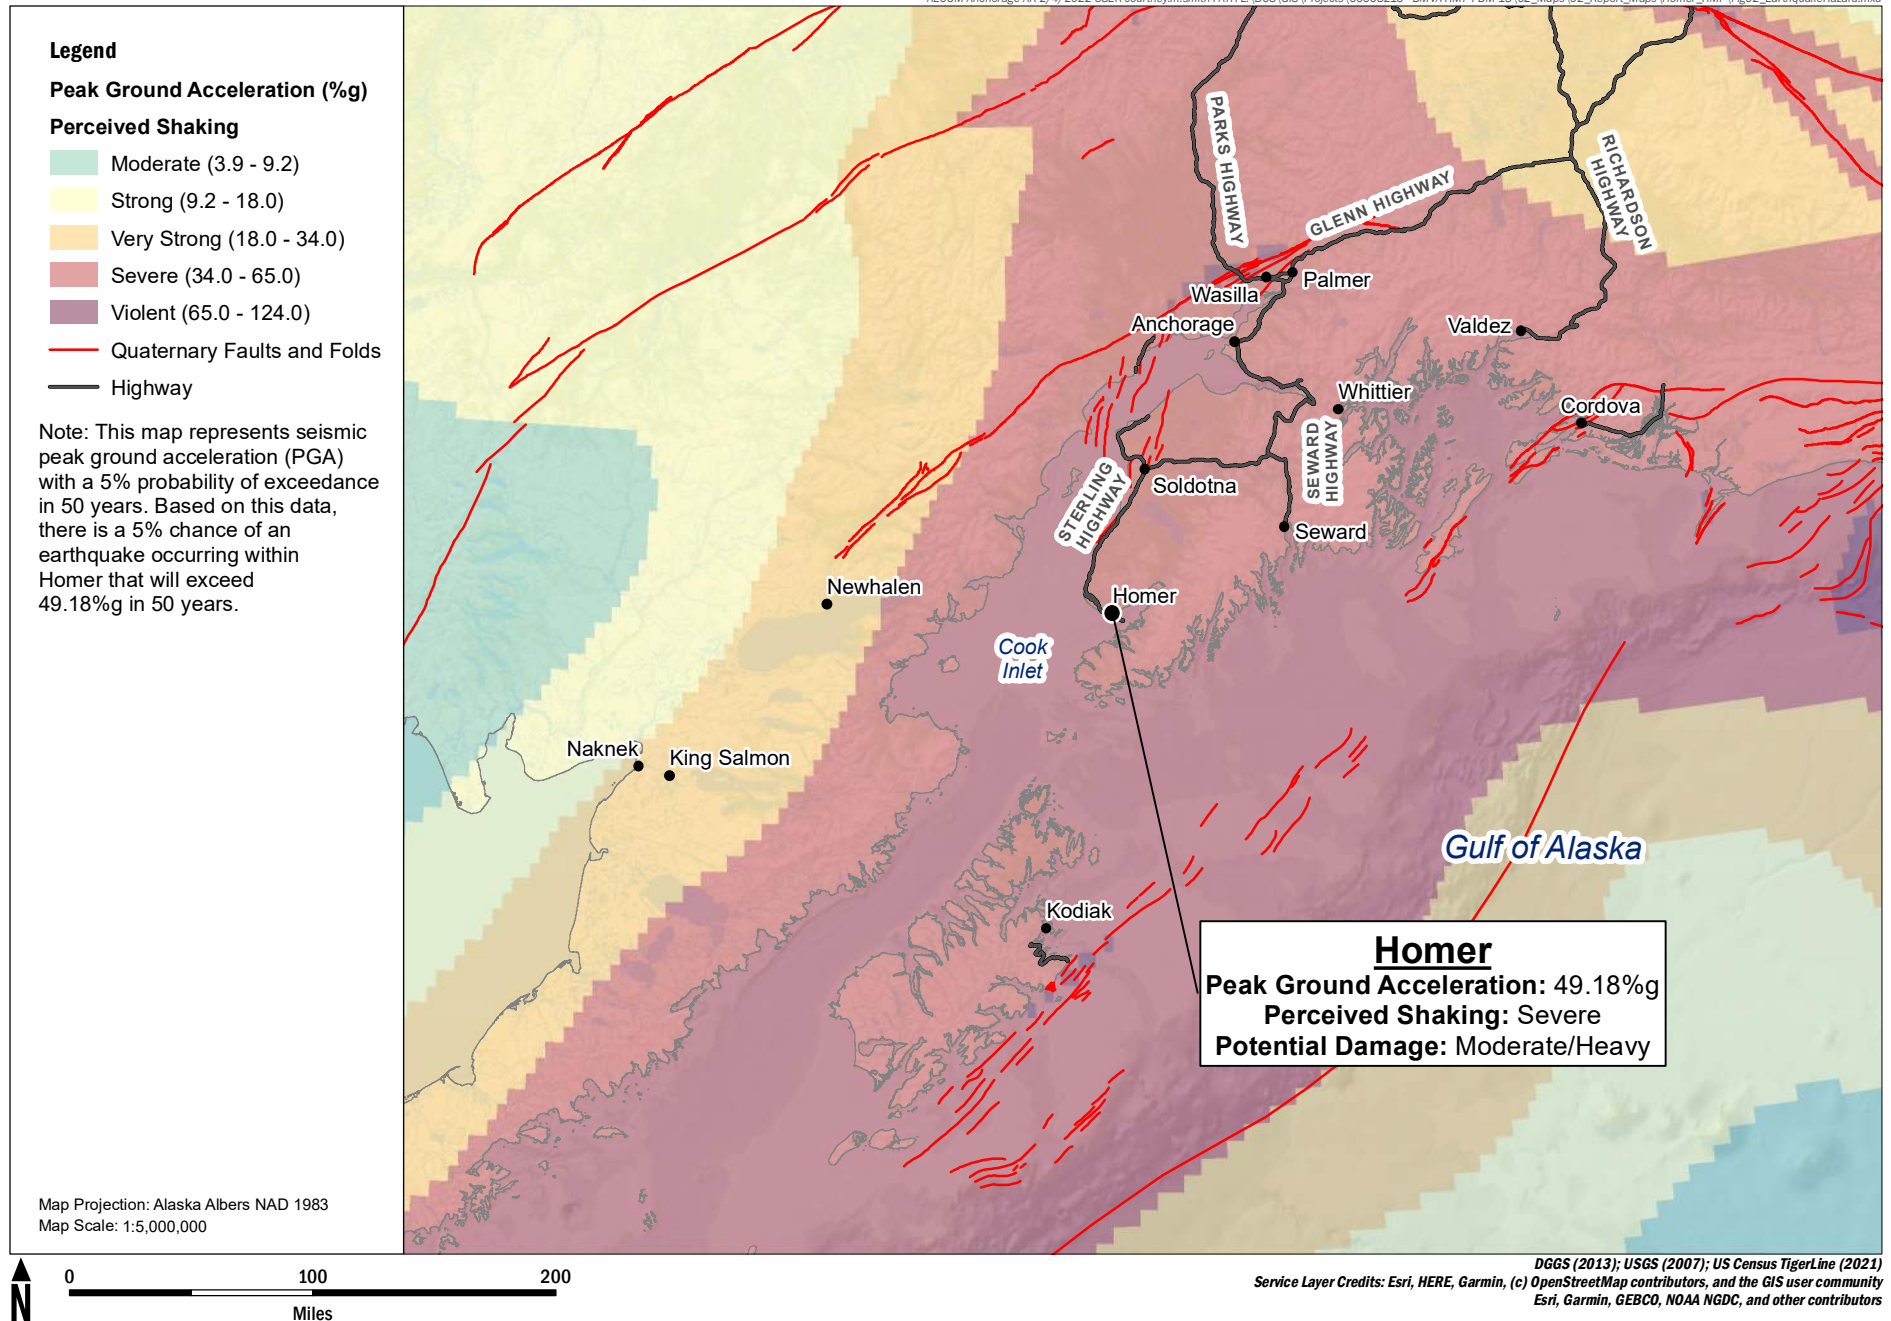 Legend
Peak Ground Acceleration (%g)
Perceived Shaking
Moderate (3.9 - 9.2)
Strong (9.2 - 18.0)
Very Strong (18.0 - 34.0)
Severe (34.0 - 65.0)
Violent (65.0 - 124.0)
Quaternary Faults and Folds
Highway
Note: This map represents seismic
peak ground acceleration (PGA)
with a 5% probability of exceedance
in 50 years. Based on this data,
there is a 5% chance of an
earthquake occurring within
Homer that will exceed
49.18%g in 50 years.
Map Projection: Alaska Albers NAD 1983
Map Scale: 1:5,000,000
PARKS HIGHWAY
GLENN HIGHWAY
RICHARDSON
HIGHWAY
Wasilla
Palmer
Anchorage
Valdez
Whittier
Cordova
SEWARD
HIGHWAY
STERLING
HIGHWAY
Soldotna
Seward
Newhalen
Homer
Cook
Inlet
Naknek
King Salmon
Gulf of Alaska
Kodiak
Homer
Peak Ground Acceleration: 49.18%g
Perceived Shaking: Severe
Potential Damage: Moderate/Heavy
N
0 100 200
Miles
DGGS (2013); USGS (2007); US Census TigerLine (2021)
Service Layer Credits: Esri, HERE, Garmin, (c) OpenStreetMap contributors, and the GIS user community
Esri, Garmin, GEBCO, NOAA NGDC, and other contributors